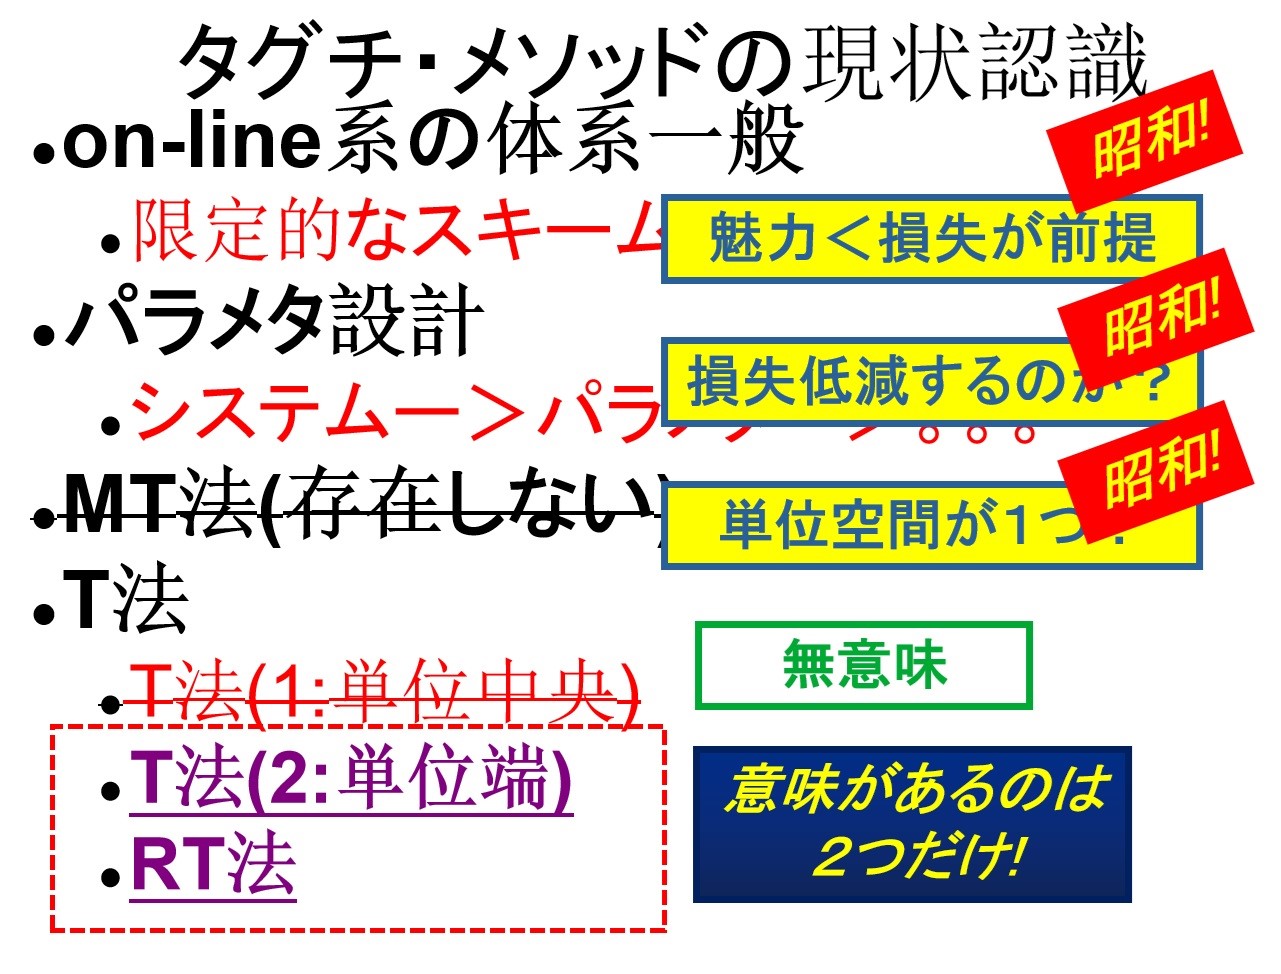 タグチ・メソッドの現状認識
●on-line系の体系一般
昭和!
●限定的なスキーム
魅力＜損失が前提
●パラメタ設計
昭和!
損失低減するのか？
●システムー＞パラ
＞。。。
昭和!
●MT法(存在しない)
単位空間が１つ？
●T法
●T法(1:単位中央)
無意味
●T法(2:単位端)
●RT法
意味があるのは
２つだけ!